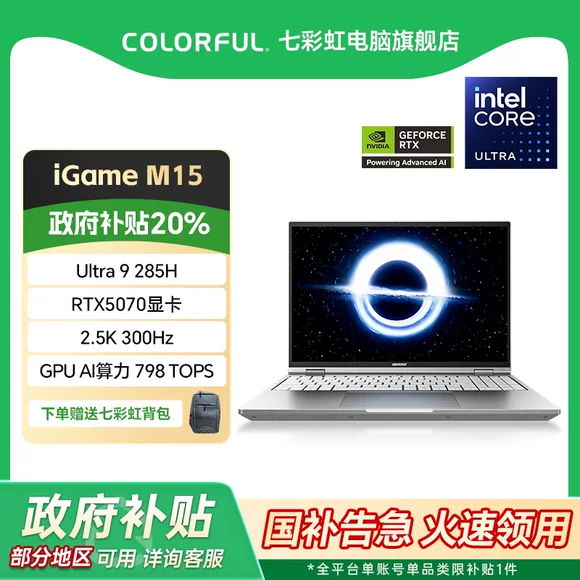 COLORFUL® 七彩虹电脑旗舰店
intel
CORE
ULTRA
NVIDIA
GEFORCE
RTX
Powering Advanced AI
iGame M15
政府补贴20%
Ultra 9 285H
RTX5070显卡
2.5K 300Hz
GPU AI算力 798 TOPS
下单赠送七彩虹背包
政府补贴
部分地区 可用 详询客服
国补告急 火速领用
*全平台单账号单品类限补贴1件